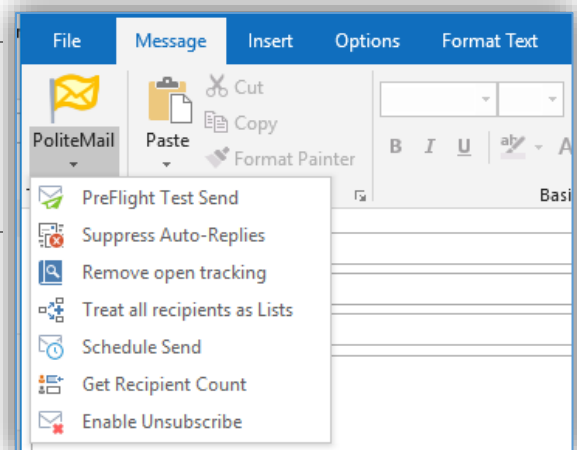 File Message Insert Options Format Text
PoliteMail
Paste
Cut
Copy
Format Painter
B I U aby A
Basi
PreFlight Test Send
Suppress Auto-Replies
Remove open tracking
Treat all recipients as Lists
Schedule Send
Get Recipient Count
Enable Unsubscribe